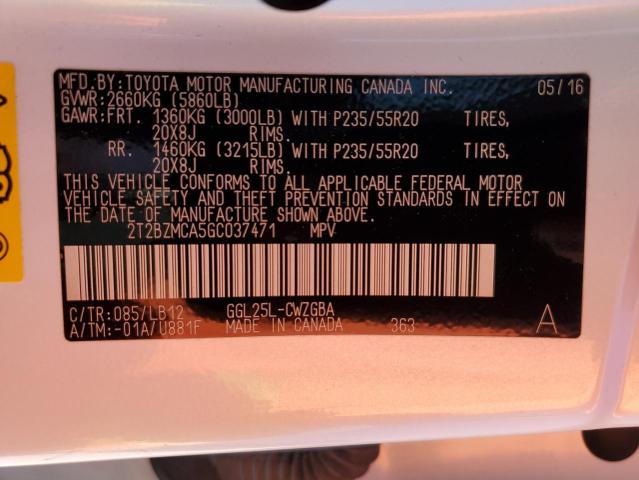 MFD.BY:TOYOTA MOTOR MANUFACTURING CANADA INC. 05/16
GVWR:2660KG (5860LB)
GAWR:FRT. 1360KG (3000LB) WITH P235/55R20 TIRES,
20X8J RIMS.
RR. 1460KG (3215LB) WITH P235/55R20 TIRES,
20X8J RIMS.
THIS VEHICLE CONFORMS TO ALL APPLICABLE FEDERAL MOTOR
VEHICLE SAFETY AND THEFT PREVENTION STANDARDS IN EFFECT ON
THE DATE OF MANUFACTURE SHOWN ABOVE.
2T2BZMCA5GC037471 MPV
C/TR:085/LB12 GGL25L-CWZGBA
A/TM:-01A/U881F MADE IN CANADA 363 A